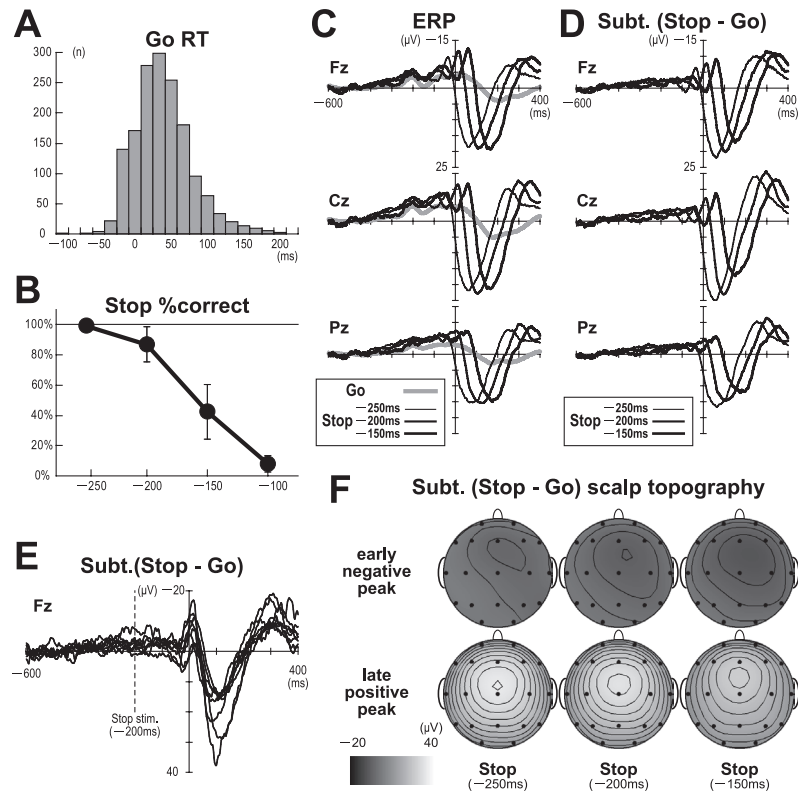 A
Go RT
(n)
300
250
200
150
100
50
0
−100
−50
0
50
100
150
200
(ms)
B
Stop %correct
100%
80%
60%
40%
20%
0%
−250
−200
−150
−100
C
ERP
(μV)
−15
Fz
−600
400
(ms)
25
Cz
Pz
Go
Stop
−250ms
−200ms
−150ms
D
Subt. (Stop - Go)
(μV)
−15
Fz
−600
400
(ms)
25
Cz
Pz
Stop
−250ms
−200ms
−150ms
E
Subt.(Stop - Go)
Fz
(μV)
−20
−600
400
(ms)
Stop stim.
(−200ms)
40
F
Subt. (Stop - Go) scalp topography
early
negative
peak
late
positive
peak
(μV)
−20
40
Stop
(−250ms)
Stop
(−200ms)
Stop
(−150ms)